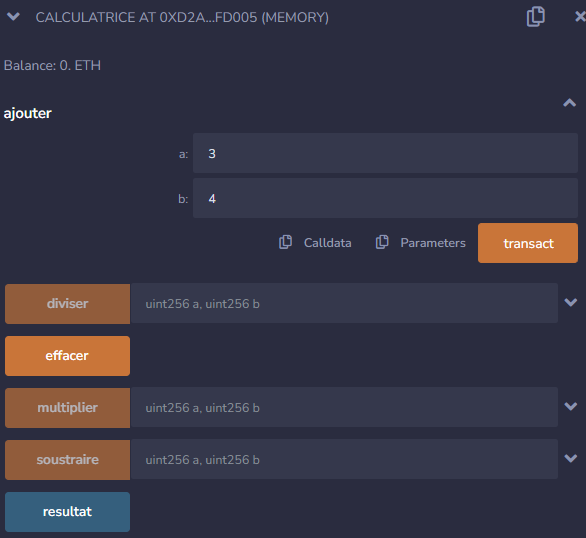 CALCULATRICE AT 0XD2A...FD005 (MEMORY)
Balance: 0. ETH
ajouter
a: 3
b: 4
Calldata Parameters transact
diviser uint256 a, uint256 b
effacer
multiplier uint256 a, uint256 b
soustraire uint256 a, uint256 b
resultat